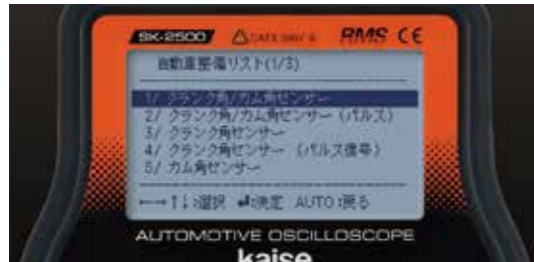 SK-2500 RMS CE
自動車整備リスト(1/3)
1/ クランク角/カム角センサー
2/ クランク角/カム角センサー (パルス)
3/ クランク角センサー
4/ クランク角センサー (パルス信号)
5/ カム角センサー
←→↑↓:選択 ↵:決定 AUTO:戻る
AUTOMOTIVE OSCILLOSCOPE
kaise